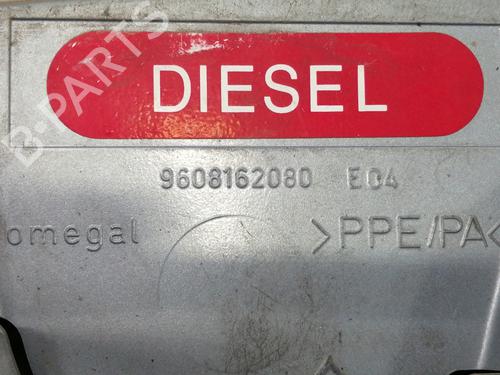 B-PARTS
DIESEL
9608162080 E04
omegal >PPE/PA<